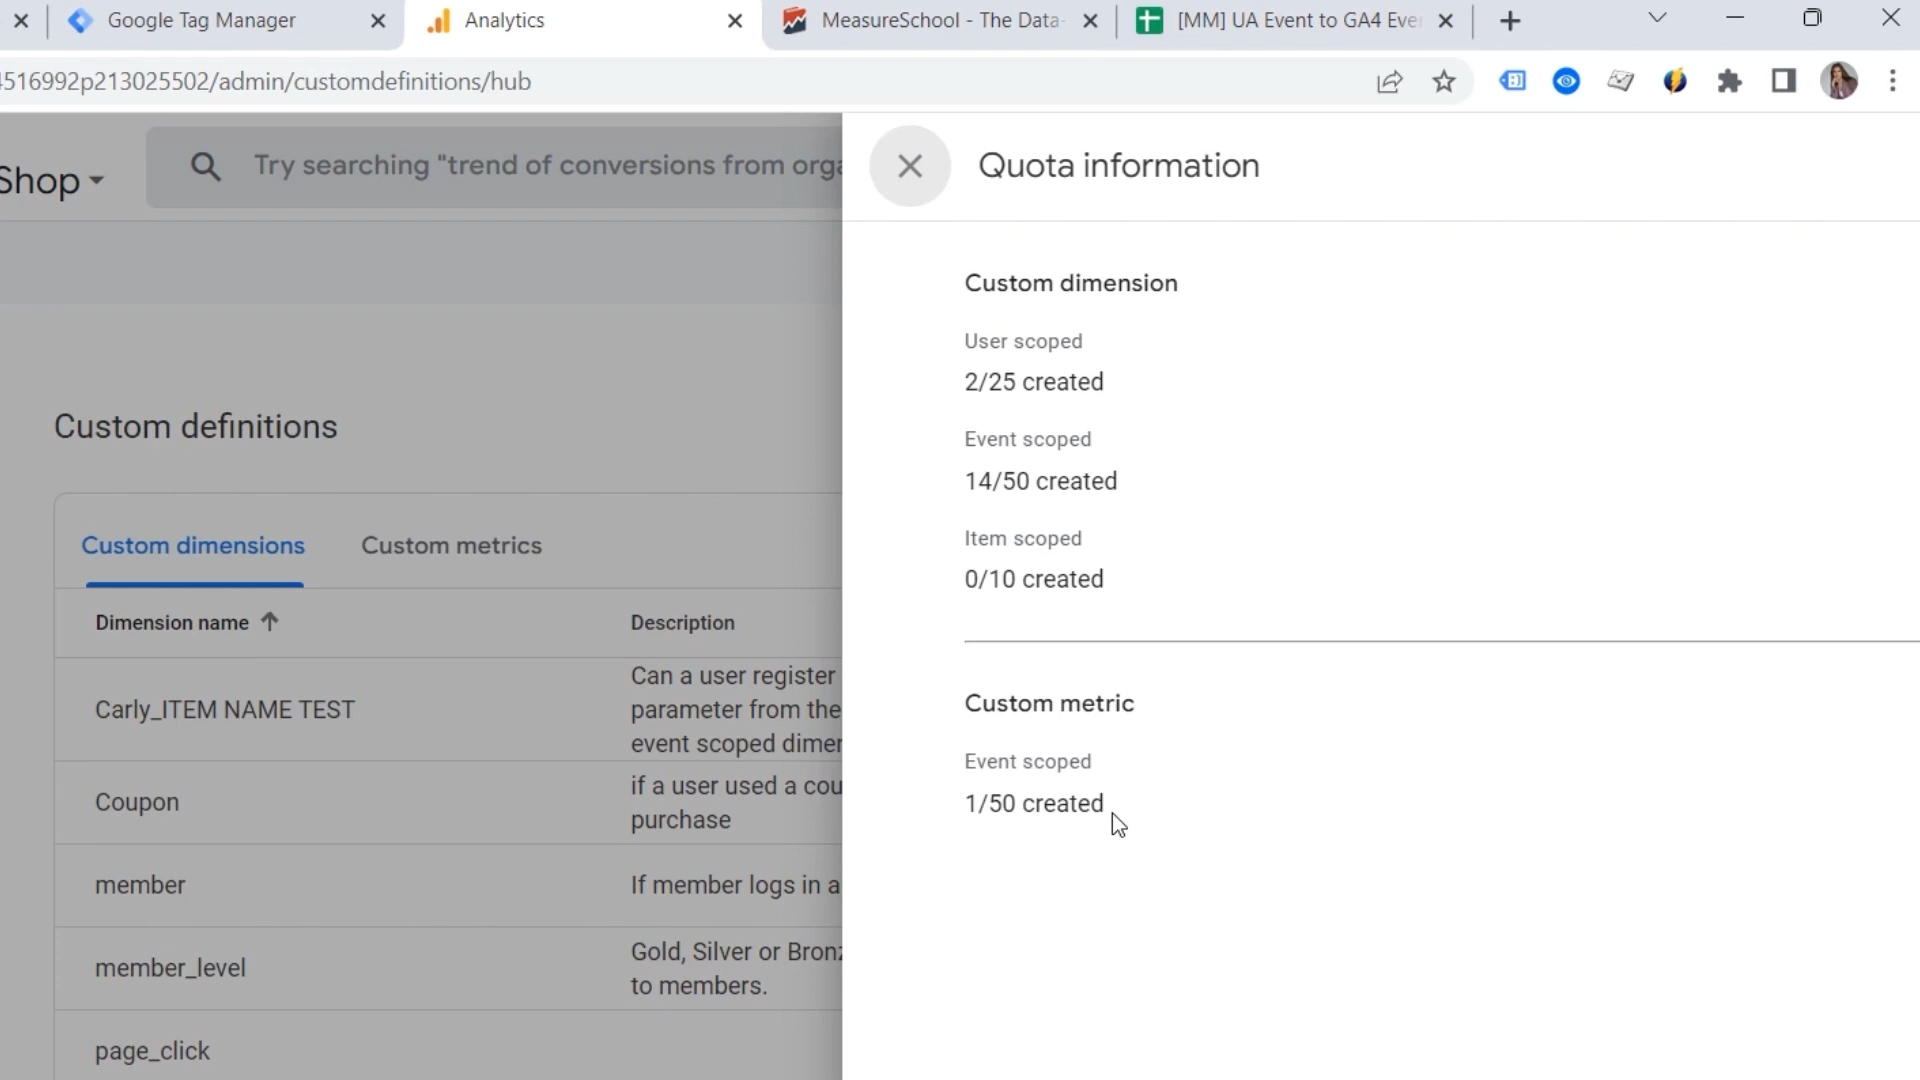 Google Tag Manager
Analytics
MeasureSchool - The Data-
[MM] UA Event to GA4 Eve
516992p213025502/admin/customdefinitions/hub
Shop
Try searching "trend of conversions from orga
Quota information
Custom dimension
User scoped
2/25 created
Event scoped
14/50 created
Item scoped
0/10 created
Custom metric
Event scoped
1/50 created
Custom definitions
Custom dimensions
Custom metrics
Dimension name
Description
Carly_ITEM NAME TEST
Can a user register
parameter from the
event scoped dimer
Coupon
if a user used a cou
purchase
member
If member logs in a
member_level
Gold, Silver or Bronz
to members.
page_click